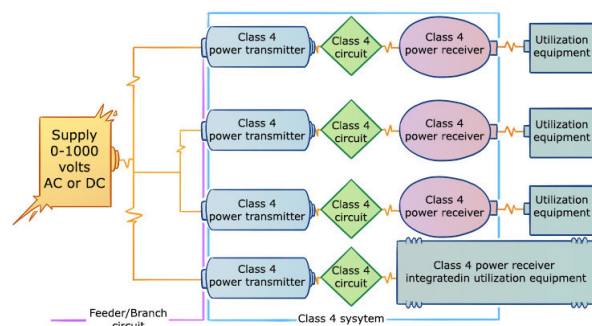 Class 4
power transmitter
Class 4
circuit
Class 4
power receiver
Utilization
equipment
Supply
0-1000
volts
AC or DC
Class 4
power transmitter
Class 4
circuit
Class 4
power receiver
Utilization
equipment
Class 4
power transmitter
Class 4
circuit
Class 4
power receiver
Utilization
equipment
Class 4
power transmitter
Class 4
circuit
Class 4 power receiver
integratedin utilization equipment
Feeder/Branch
circuit
Class 4 sysytem